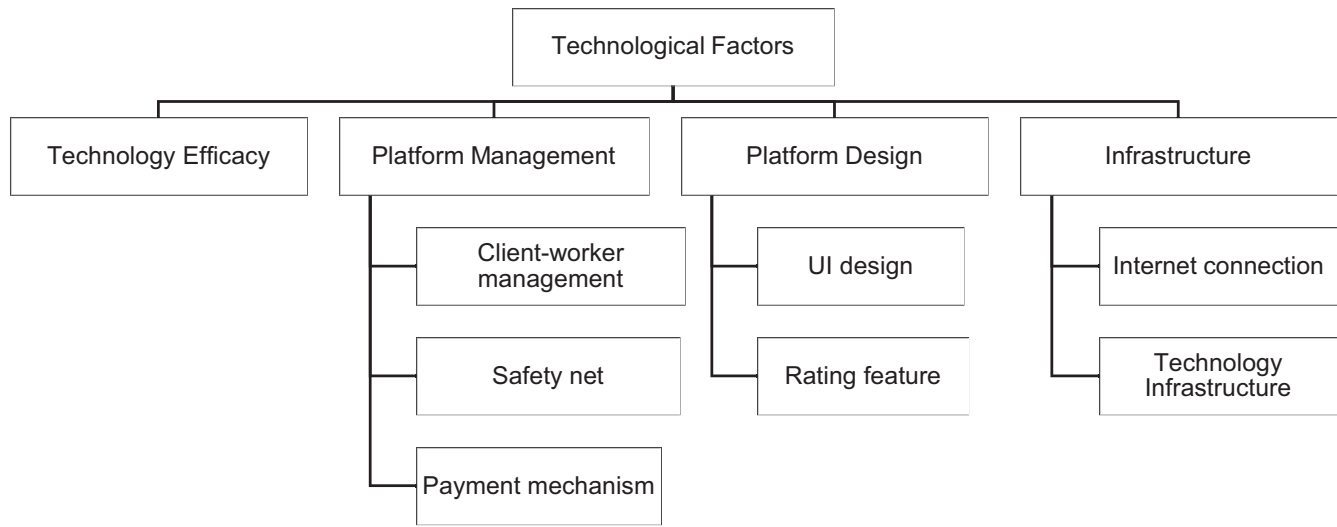 Technological Factors
Technology Efficacy
Platform Management
Platform Design
Infrastructure
Client-worker
management
UI design
Internet connection
Safety net
Rating feature
Technology
Infrastructure
Payment mechanism